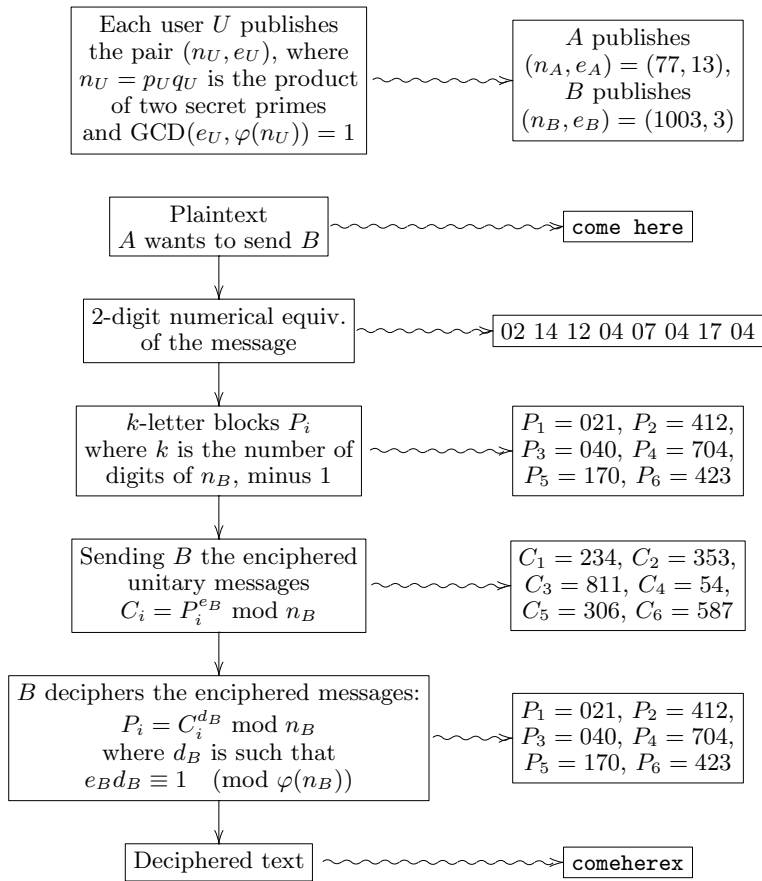 Each user U publishes
the pair (n_U, e_U), where
n_U = p_U q_U is the product
of two secret primes
and GCD(e_U, φ(n_U)) = 1
A publishes
(n_A, e_A) = (77, 13),
B publishes
(n_B, e_B) = (1003, 3)
Plaintext
A wants to send B
come here
2-digit numerical equiv.
of the message
02 14 12 04 07 04 17 04
k-letter blocks P_i
where k is the number of
digits of n_B, minus 1
P_1 = 021, P_2 = 412,
P_3 = 040, P_4 = 704,
P_5 = 170, P_6 = 423
Sending B the enciphered
unitary messages
C_i = P_i^{e_B} mod n_B
C_1 = 234, C_2 = 353,
C_3 = 811, C_4 = 54,
C_5 = 306, C_6 = 587
B deciphers the enciphered messages:
P_i = C_i^{d_B} mod n_B
where d_B is such that
e_B d_B ≡ 1 (mod φ(n_B))
P_1 = 021, P_2 = 412,
P_3 = 040, P_4 = 704,
P_5 = 170, P_6 = 423
Deciphered text
comeherex